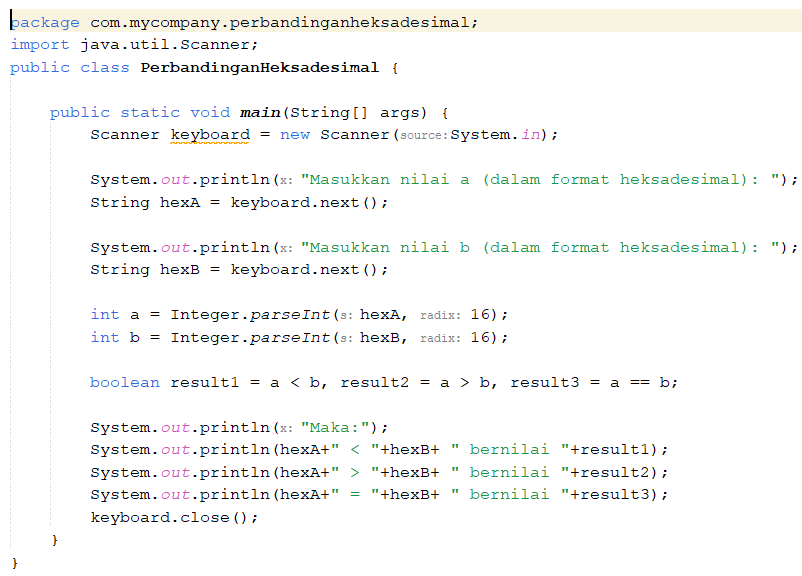 package com.mycompany.perbandinganheksadesimal;
import java.util.Scanner;
public class PerbandinganHeksadesimal {
public static void main(String[] args) {
Scanner keyboard = new Scanner(source:System.in);
System.out.println(x: "Masukkan nilai a (dalam format heksadesimal): ");
String hexA = keyboard.next();
System.out.println(x: "Masukkan nilai b (dalam format heksadesimal): ");
String hexB = keyboard.next();
int a = Integer.parseInt(s: hexA, radix: 16);
int b = Integer.parseInt(s: hexB, radix: 16);
boolean result1 = a < b, result2 = a > b, result3 = a == b;
System.out.println(x: "Maka:");
System.out.println(hexA+" < "+hexB+ " bernilai "+result1);
System.out.println(hexA+" > "+hexB+ " bernilai "+result2);
System.out.println(hexA+" = "+hexB+ " bernilai "+result3);
keyboard.close();
}
}